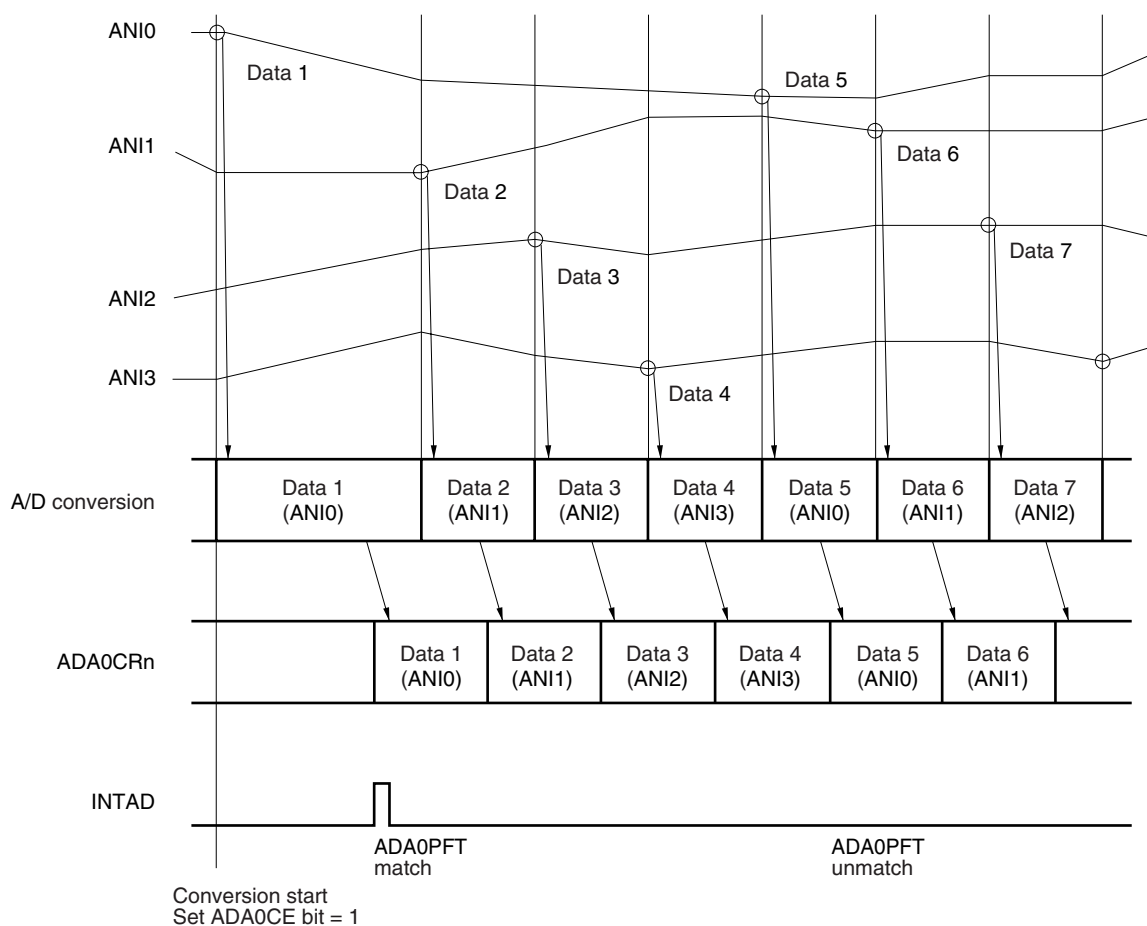 ANI0
Data 1
Data 5
ANI1
Data 6
Data 2
Data 7
Data 3
ANI2
ANI3
Data 4
A/D conversion
Data 1
(ANI0)
Data 2
(ANI1)
Data 3
(ANI2)
Data 4
(ANI3)
Data 5
(ANI0)
Data 6
(ANI1)
Data 7
(ANI2)
ADA0CRn
Data 1
(ANI0)
Data 2
(ANI1)
Data 3
(ANI2)
Data 4
(ANI3)
Data 5
(ANI0)
Data 6
(ANI1)
INTAD
ADA0PFT
match
ADA0PFT
unmatch
Conversion start
Set ADA0CE bit = 1